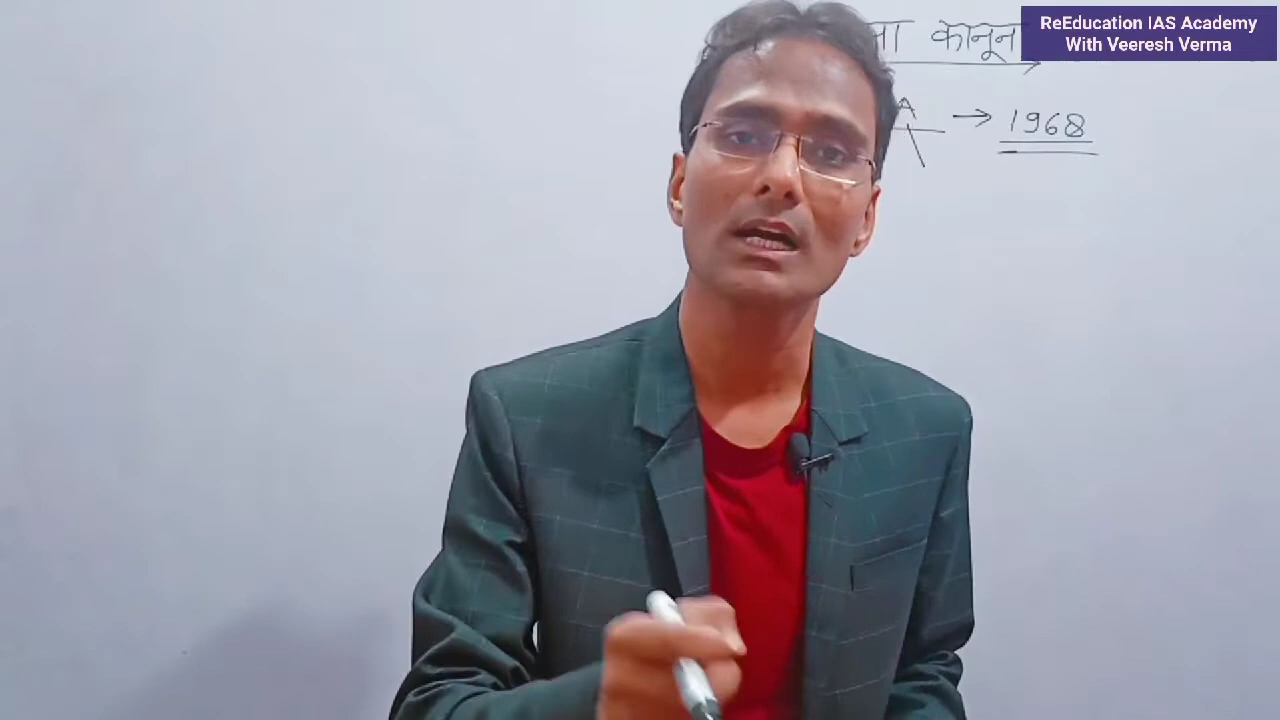 ReEducation IAS Academy
With Veeresh Verma
कानून
A → 1968